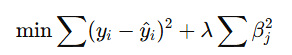 min ∑(yᵢ − ŷᵢ)² + λ ∑ βⱼ²